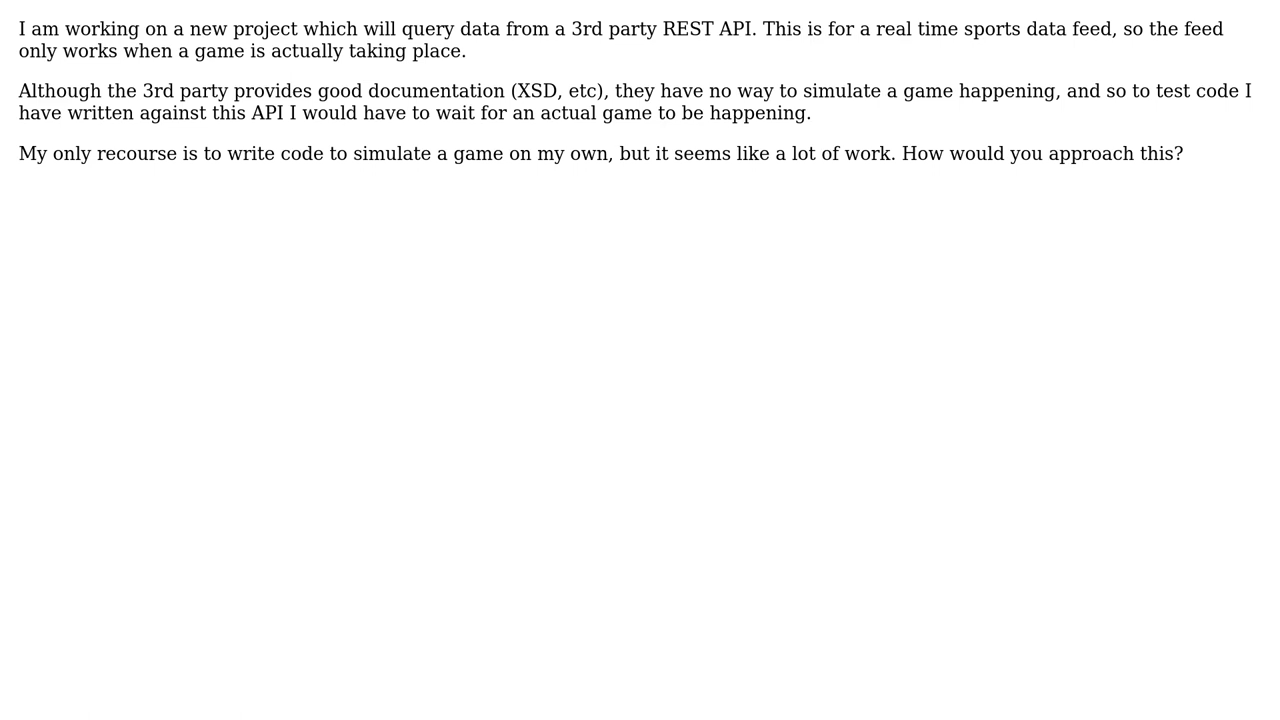 I am working on a new project which will query data from a 3rd party REST API. This is for a real time sports data feed, so the feed
only works when a game is actually taking place.
Although the 3rd party provides good documentation (XSD, etc), they have no way to simulate a game happening, and so to test code I
have written against this API I would have to wait for an actual game to be happening.
My only recourse is to write code to simulate a game on my own, but it seems like a lot of work. How would you approach this?